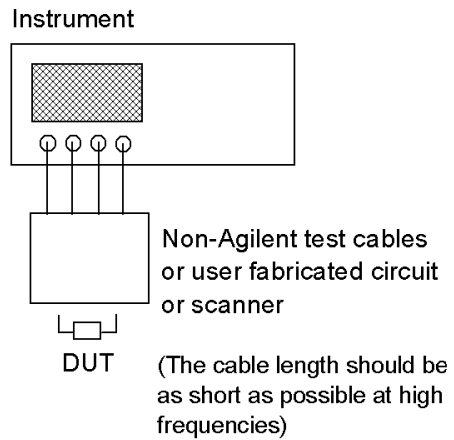 Instrument
Non-Agilent test cables
or user fabricated circuit
or scanner
DUT
(The cable length should be
as short as possible at high
frequencies)